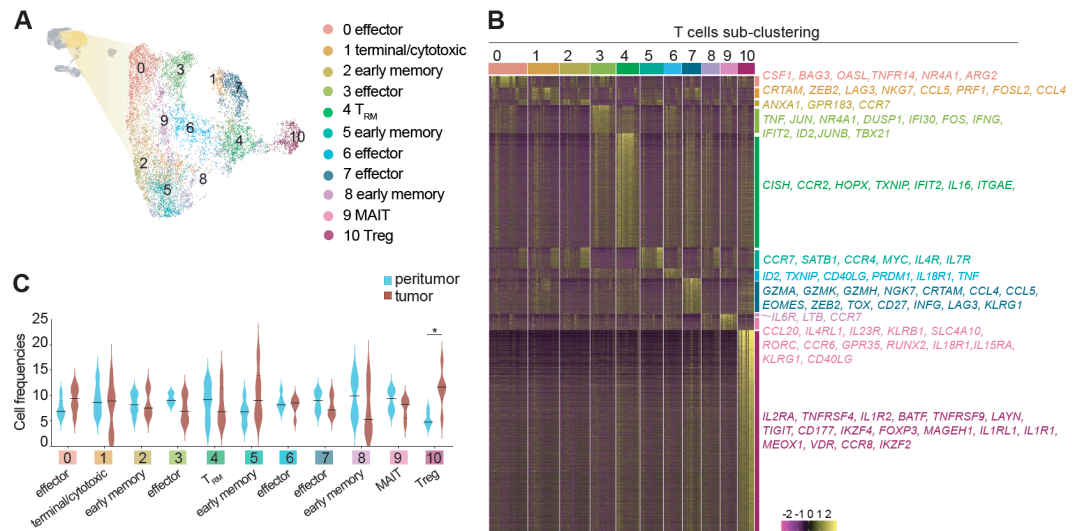 A
0
3
1
7
9
6
4
10
2
5
8
0 effector
1 terminal/cytotoxic
2 early memory
3 effector
4 TRM
5 early memory
6 effector
7 effector
8 early memory
9 MAIT
10 Treg
B
T cells sub-clustering
0 1 2 3 4 5 6 7 8 9 10
CSF1, BAG3, OASL,TNFR14, NR4A1, ARG2
CRTAM, ZEB2, LAG3, NKG7, CCL5, PRF1, FOSL2, CCL4
ANXA1, GPR183, CCR7
TNF, JUN, NR4A1, DUSP1, IFI30, FOS, IFNG,
IFIT2, ID2,JUNB, TBX21
CISH, CCR2, HOPX, TXNIP, IFIT2, IL16, ITGAE,
CCR7, SATB1, CCR4, MYC, IL4R, IL7R
ID2, TXNIP, CD40LG, PRDM1, IL18R1, TNF
GZMA, GZMK, GZMH, NGK7, CRTAM, CCL4, CCL5,
EOMES, ZEB2, TOX, CD27, INFG, LAG3, KLRG1
IL6R, LTB, CCR7
CCL20, IL4RL1, IL23R, KLRB1, SLC4A10,
RORC, CCR6, GPR35, RUNX2, IL18R1,IL15RA,
KLRG1, CD40LG
IL2RA, TNFRSF4, IL1R2, BATF, TNFRSF9, LAYN,
TIGIT, CD177, IKZF4, FOXP3, MAGEH1, IL1RL1, IL1R1,
MEOX1, VDR, CCR8, IKZF2
-2 -1 0 1 2
C
peritumor
tumor
Cell frequencies
25
20
15
10
5
0
*
0 1 2 3 4 5 6 7 8 9 10
effector
terminal/cytotoxic
early memory
effector
TRM
early memory
effector
effector
early memory
MAIT
Treg